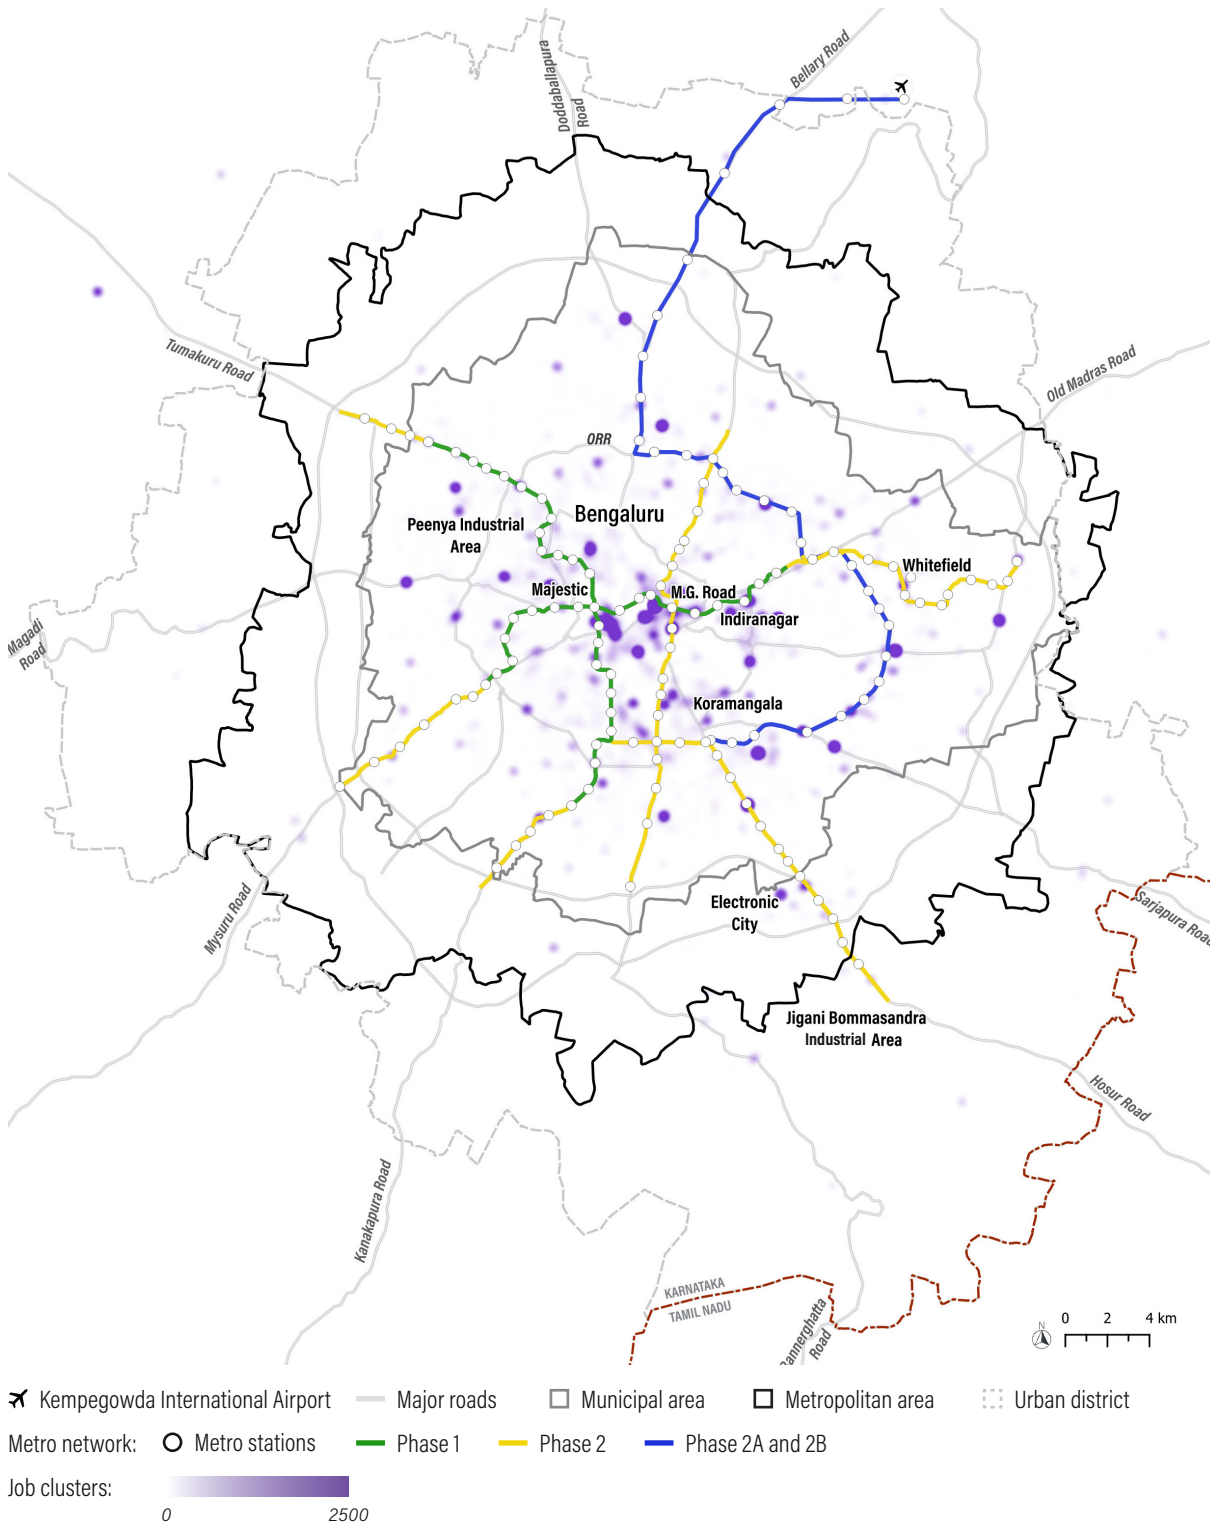 Bellary Road
Doddaballapura
Road
Tumakuru Road
Old Madras Road
ORR
Bengaluru
Peenya Industrial
Area
Whitefield
Majestic
M.G. Road
Indiranagar
Magadi
Road
Koramangala
Mysuru Road
Electronic
City
Sarjapura Road
Jigani Bommasandra
Industrial Area
Hosur Road
Kanakapura Road
KARNATAKA
TAMIL NADU
Bannerghatta
Road
N
0 2 4 km
Kempegowda International Airport Major roads Municipal area Metropolitan area Urban district
Metro network: Metro stations Phase 1 Phase 2 Phase 2A and 2B
Job clusters:
0 2500